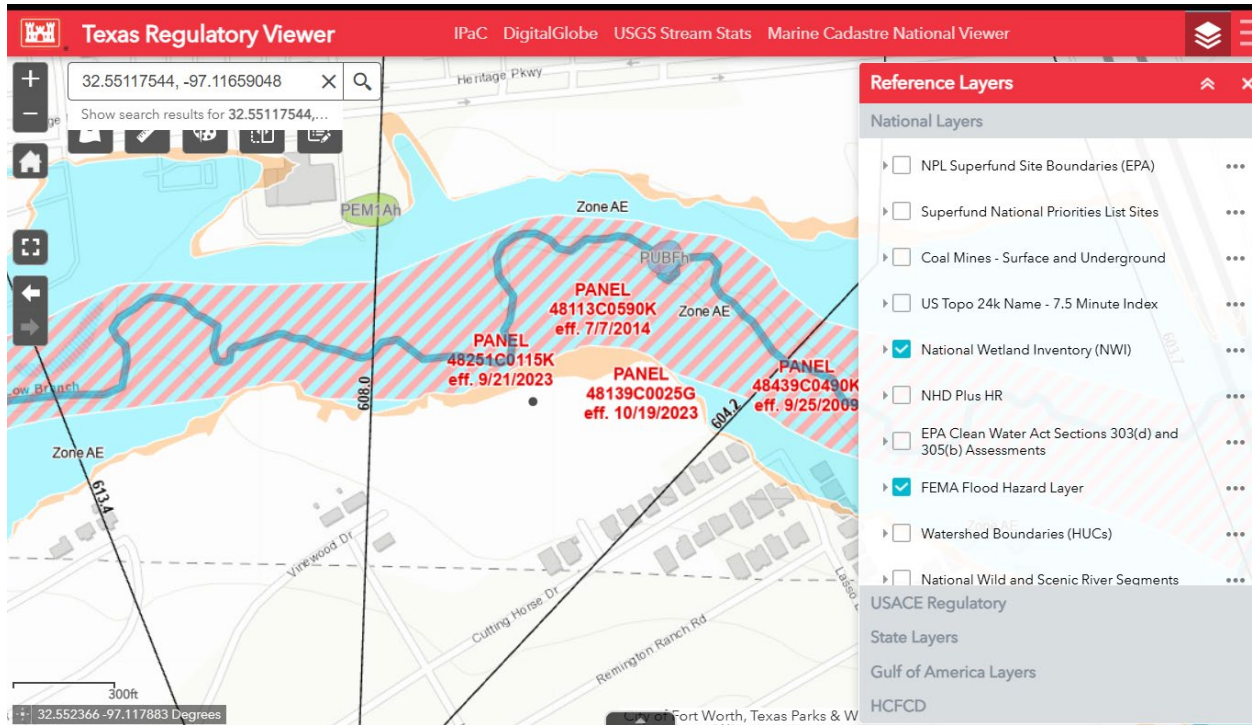 Texas Regulatory Viewer
IPaC DigitalGlobe USGS Stream Stats Marine Cadastre National Viewer
32.55117544, -97.11659048
Show search results for 32.55117544,...
Heritage Pkwy
PEM1Ah
Zone AE
PUBFh
PANEL
48113C0590K
eff. 7/7/2014
Zone AE
PANEL
48251C0115K
eff. 9/21/2023
PANEL
48139C0025G
eff. 10/19/2023
PANEL
48439C0490K
eff. 9/25/2009
Branch
608.0
604.2
Zone AE
613.4
Vinewood Dr
Cutting Horse Dr
Remington Ranch Rd
Lasso
300ft
32.552366 -97.117883 Degrees
City of Fort Worth, Texas Parks & W
Reference Layers
National Layers
NPL Superfund Site Boundaries (EPA)
Superfund National Priorities List Sites
Coal Mines - Surface and Underground
US Topo 24k Name - 7.5 Minute Index
603.7
National Wetland Inventory (NWI)
NHD Plus HR
EPA Clean Water Act Sections 303(d) and
305(b) Assessments
FEMA Flood Hazard Layer
Zone AE
Watershed Boundaries (HUCs)
National Wild and Scenic River Segments
USACE Regulatory
State Layers
Gulf of America Layers
HCFCD